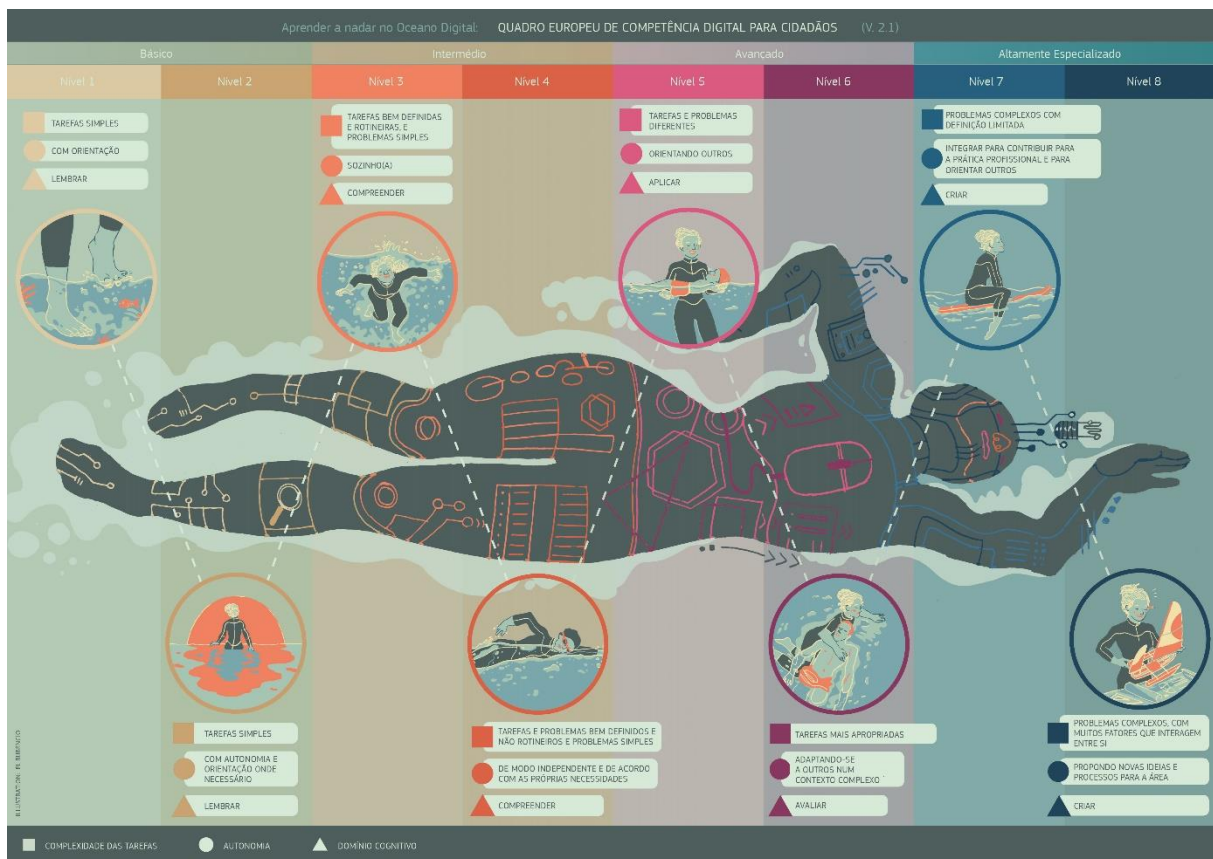 Aprender a nadar no Oceano Digital: QUADRO EUROPEU DE COMPETÊNCIA DIGITAL PARA CIDADÃOS (V. 2.1)
Básico
Intermédio
Avançado
Altamente Especializado
Nível 1
Nível 2
Nível 3
Nível 4
Nível 5
Nível 6
Nível 7
Nível 8
TAREFAS SIMPLES
COM ORIENTAÇÃO
LEMBRAR
TAREFAS BEM DEFINIDAS
E ROTINEIRAS, E
PROBLEMAS SIMPLES
SOZINHO(A)
COMPREENDER
TAREFAS E PROBLEMAS
DIFERENTES
ORIENTANDO OUTROS
APLICAR
PROBLEMAS COMPLEXOS COM
DEFINIÇÃO LIMITADA
INTEGRAR PARA CONTRIBUIR PARA
A PRÁTICA PROFISSIONAL E PARA
ORIENTAR OUTROS
CRIAR
TAREFAS SIMPLES
COM AUTONOMIA E
ORIENTAÇÃO ONDE
NECESSÁRIO
LEMBRAR
TAREFAS E PROBLEMAS BEM DEFINIDOS E
NÃO ROTINEIROS E PROBLEMAS SIMPLES
DE MODO INDEPENDENTE E DE ACORDO
COM AS PRÓPRIAS NECESSIDADES
COMPREENDER
TAREFAS MAIS APROPRIADAS
ADAPTANDO-SE
A OUTROS NUM
CONTEXTO COMPLEXO
AVALIAR
PROBLEMAS COMPLEXOS, COM
MUITOS FATORES QUE INTERAGEM
ENTRE SI
PROPONDO NOVAS IDEIAS E
PROCESSOS PARA A ÁREA
CRIAR
COMPLEXIDADE DAS TAREFAS
AUTONOMIA
DOMÍNIO COGNITIVO